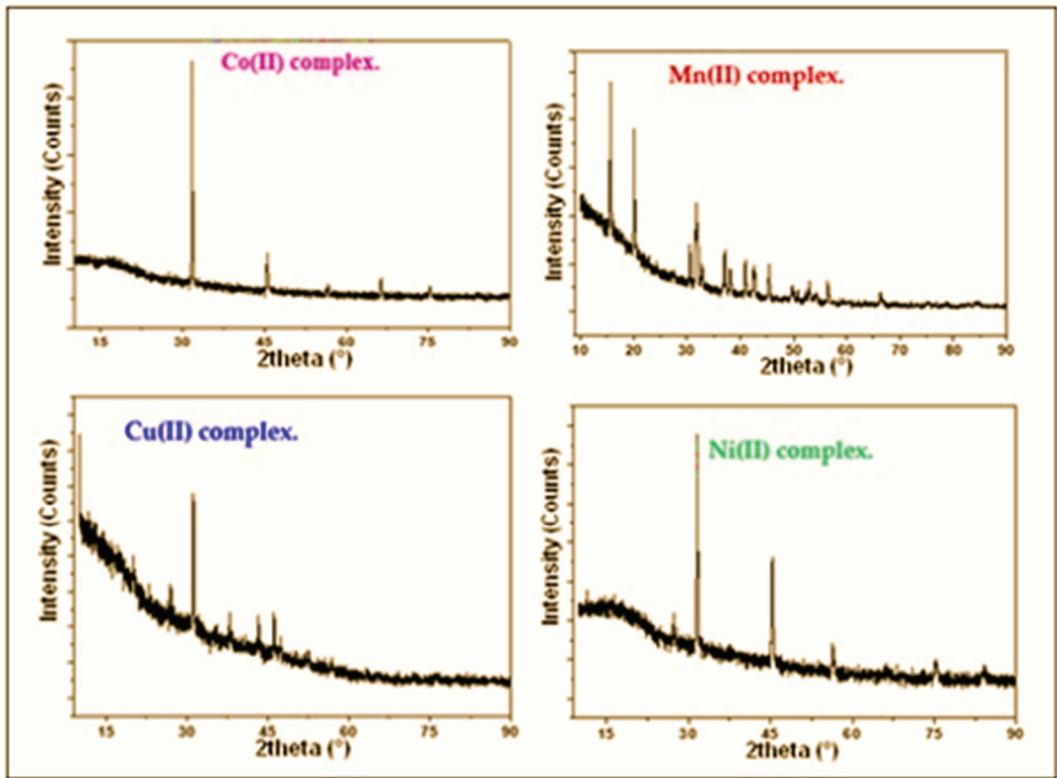 Co(II) complex.
Intensity (Counts)
15 30 45 60 75 90
2theta (°)
Mn(II) complex.
Intensity (Counts)
10 20 30 40 50 60 70 80 90
2theta (°)
Cu(II) complex.
Intensity (Counts)
15 30 45 60 75 90
2theta (°)
Ni(II) complex.
Intensity (Counts)
15 30 45 60 75 90
2theta (°)